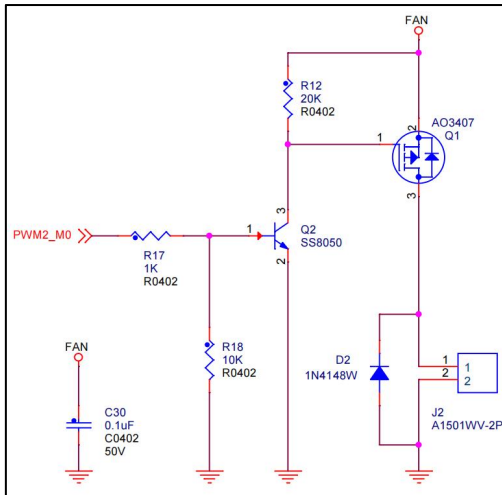 FAN
R12
20K
R0402
AO3407
Q1
2
1
3
3
Q2
SS8050
1
2
PWM2_M0
R17
1K
R0402
R18
10K
R0402
FAN
C30
0.1uF
C0402
50V
D2
1N4148W
1 1
2 2
J2
A1501WV-2P